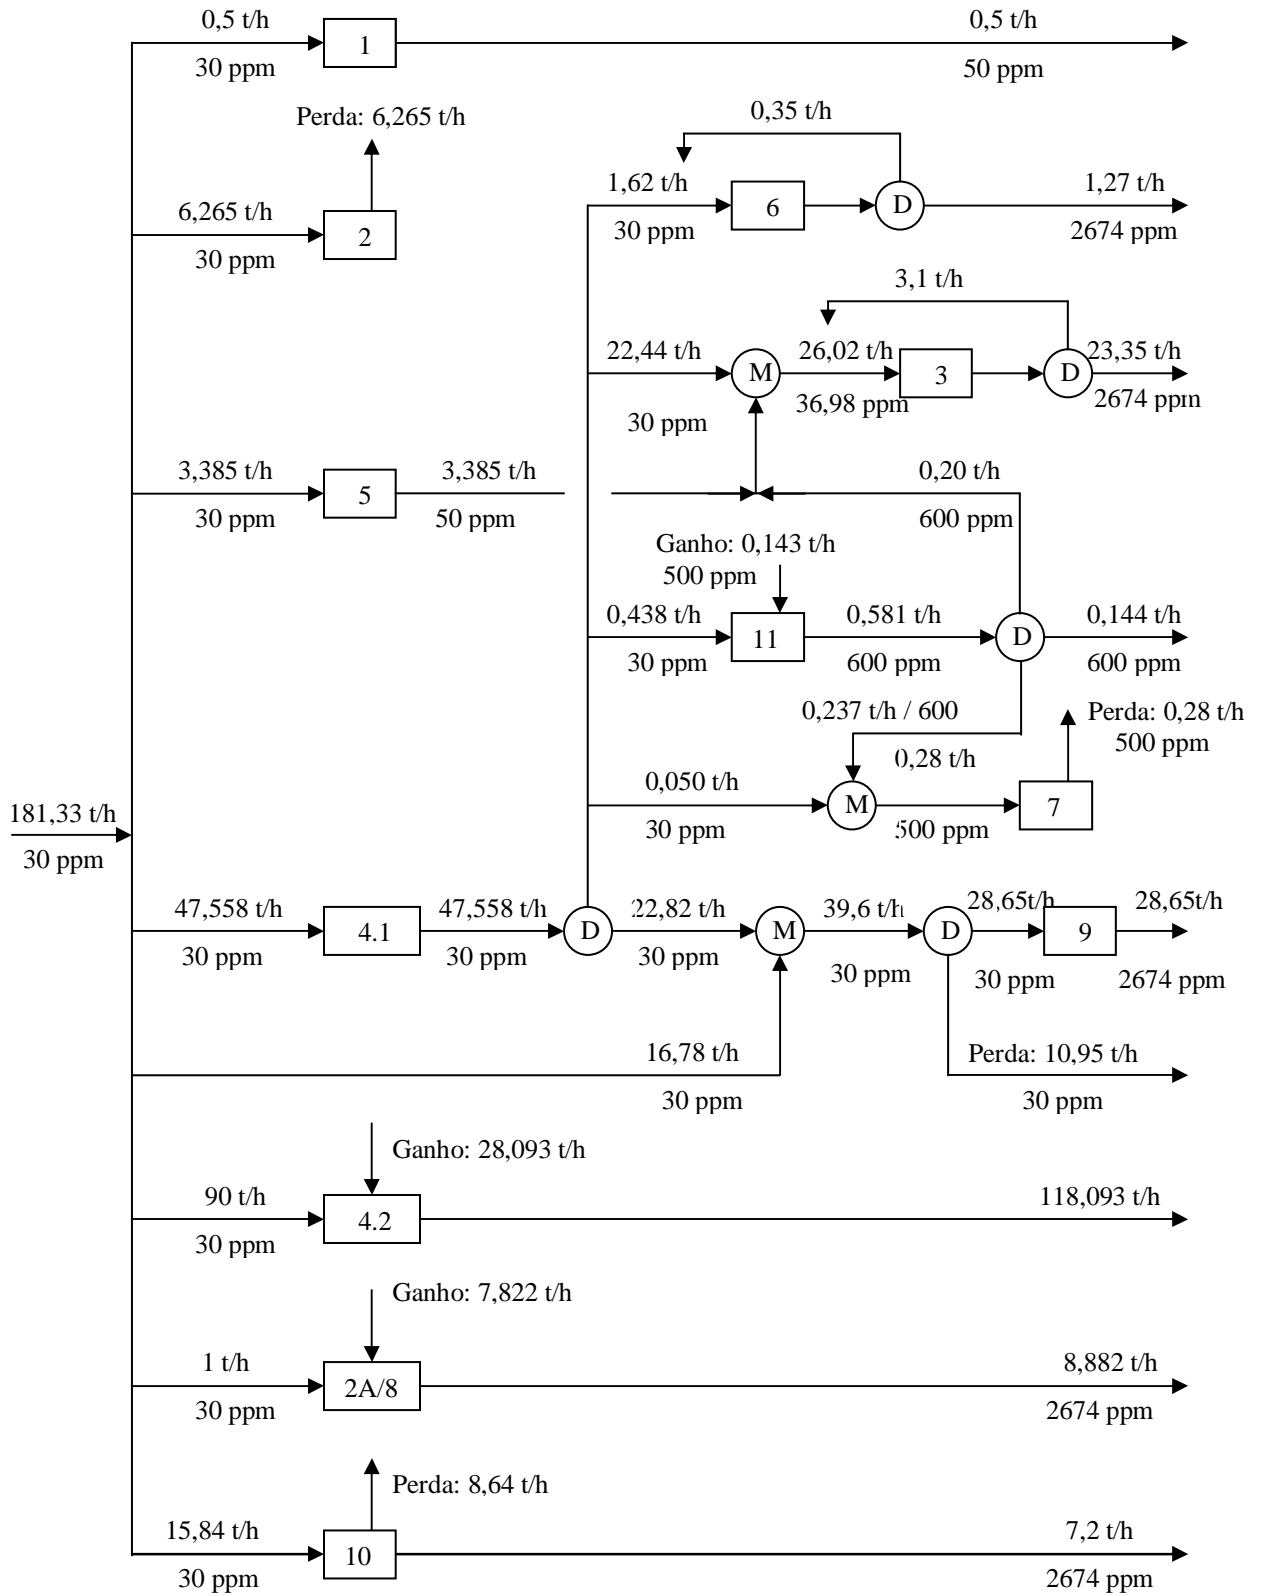 0,5 t/h
30 ppm
1
0,5 t/h
50 ppm
Perda: 6,265 t/h
6,265 t/h
30 ppm
2
0,35 t/h
1,62 t/h
30 ppm
6
D
1,27 t/h
2674 ppm
3,1 t/h
22,44 t/h
30 ppm
M
26,02 t/h
36,98 ppm
3
D
23,35 t/h
2674 ppm
3,385 t/h
30 ppm
5
3,385 t/h
50 ppm
0,20 t/h
600 ppm
Ganho: 0,143 t/h
500 ppm
0,438 t/h
30 ppm
11
0,581 t/h
600 ppm
D
0,144 t/h
600 ppm
0,237 t/h / 600
0,28 t/h
Perda: 0,28 t/h
500 ppm
0,050 t/h
30 ppm
M
500 ppm
7
181,33 t/h
30 ppm
47,558 t/h
30 ppm
4.1
47,558 t/h
30 ppm
D
22,82 t/h
30 ppm
M
39,6 t/h
30 ppm
D
28,65t/h
30 ppm
9
28,65t/h
2674 ppm
16,78 t/h
30 ppm
Perda: 10,95 t/h
30 ppm
Ganho: 28,093 t/h
90 t/h
30 ppm
4.2
118,093 t/h
Ganho: 7,822 t/h
1 t/h
30 ppm
2A/8
8,882 t/h
2674 ppm
Perda: 8,64 t/h
15,84 t/h
30 ppm
10
7,2 t/h
2674 ppm